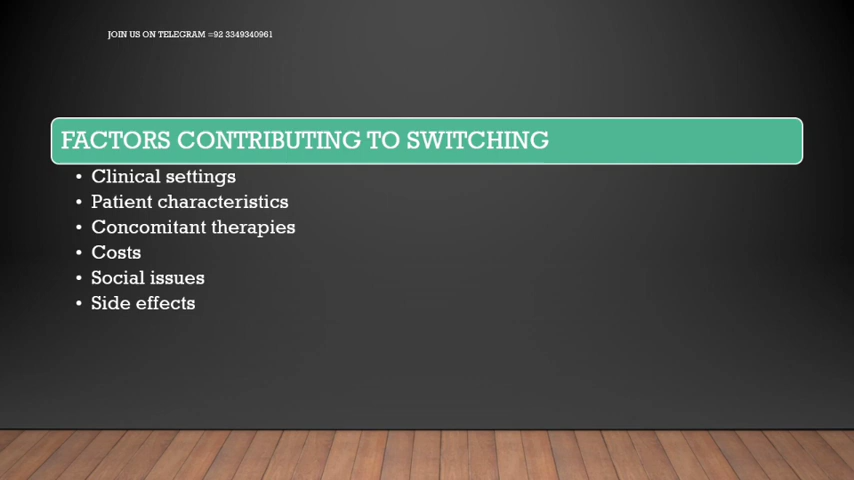 JOIN US ON TELEGRAM =92 3349340961
FACTORS CONTRIBUTING TO SWITCHING
• Clinical settings
• Patient characteristics
• Concomitant therapies
• Costs
• Social issues
• Side effects